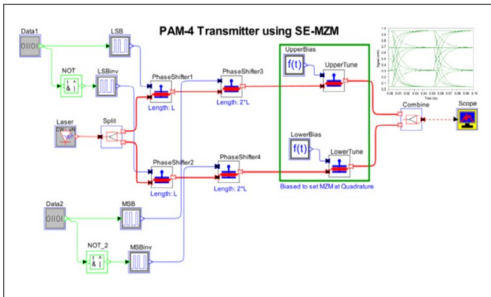 PAM-4 Transmitter using SE-MZM
Data1
LSB
NOT
LSBinv
PhaseShifter1
Length: L
PhaseShifter3
Length: 2*L
UpperBias
f(t)
UpperTune
Laser
Split
Combine
Scope
PhaseShifter2
Length: L
PhaseShifter4
Length: 2*L
LowerBias
f(t)
LowerTune
Biased to set MZM at Quadrature
Data2
MSB
NOT_2
MSBinv